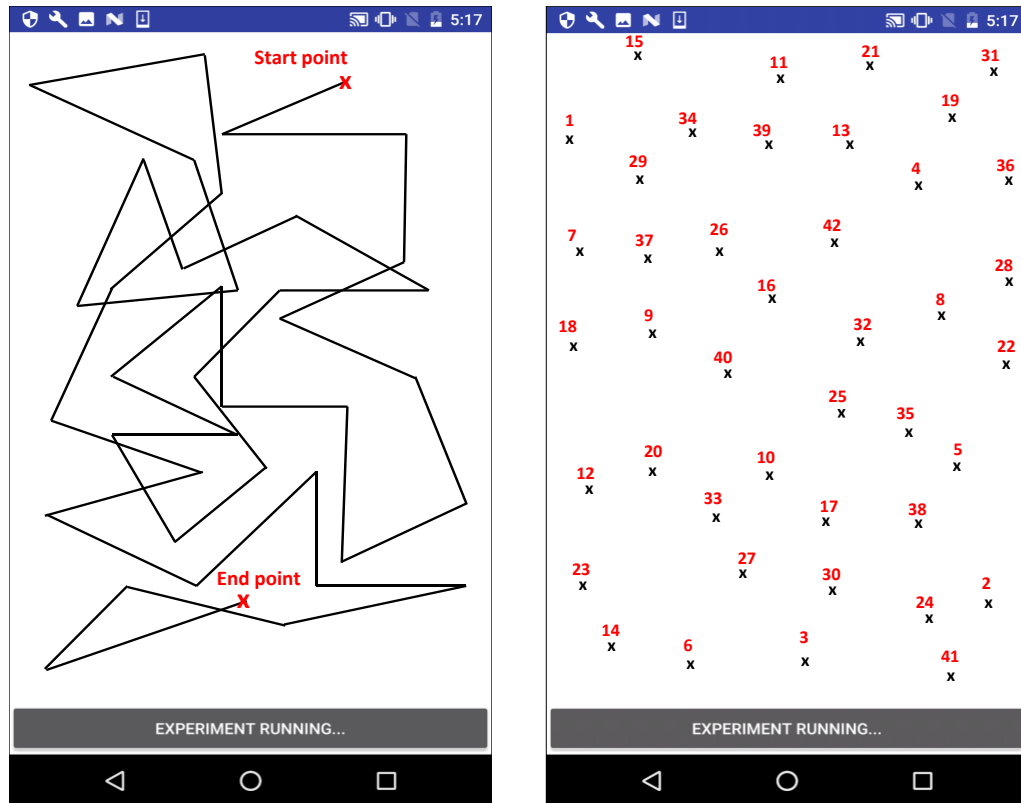 5:17
Start point
x
End point
x
EXPERIMENT RUNNING...
5:17
15
x
11
x
21
x
31
x
19
x
1
x
34
x
39
x
13
x
29
x
4
x
36
x
7
x
37
x
26
x
42
x
28
x
16
x
8
x
18
x
9
x
32
x
22
x
40
x
25
x
35
x
5
x
12
x
20
x
10
x
33
x
17
x
38
x
23
x
27
x
30
x
2
x
24
x
14
x
6
x
3
x
41
x
EXPERIMENT RUNNING...